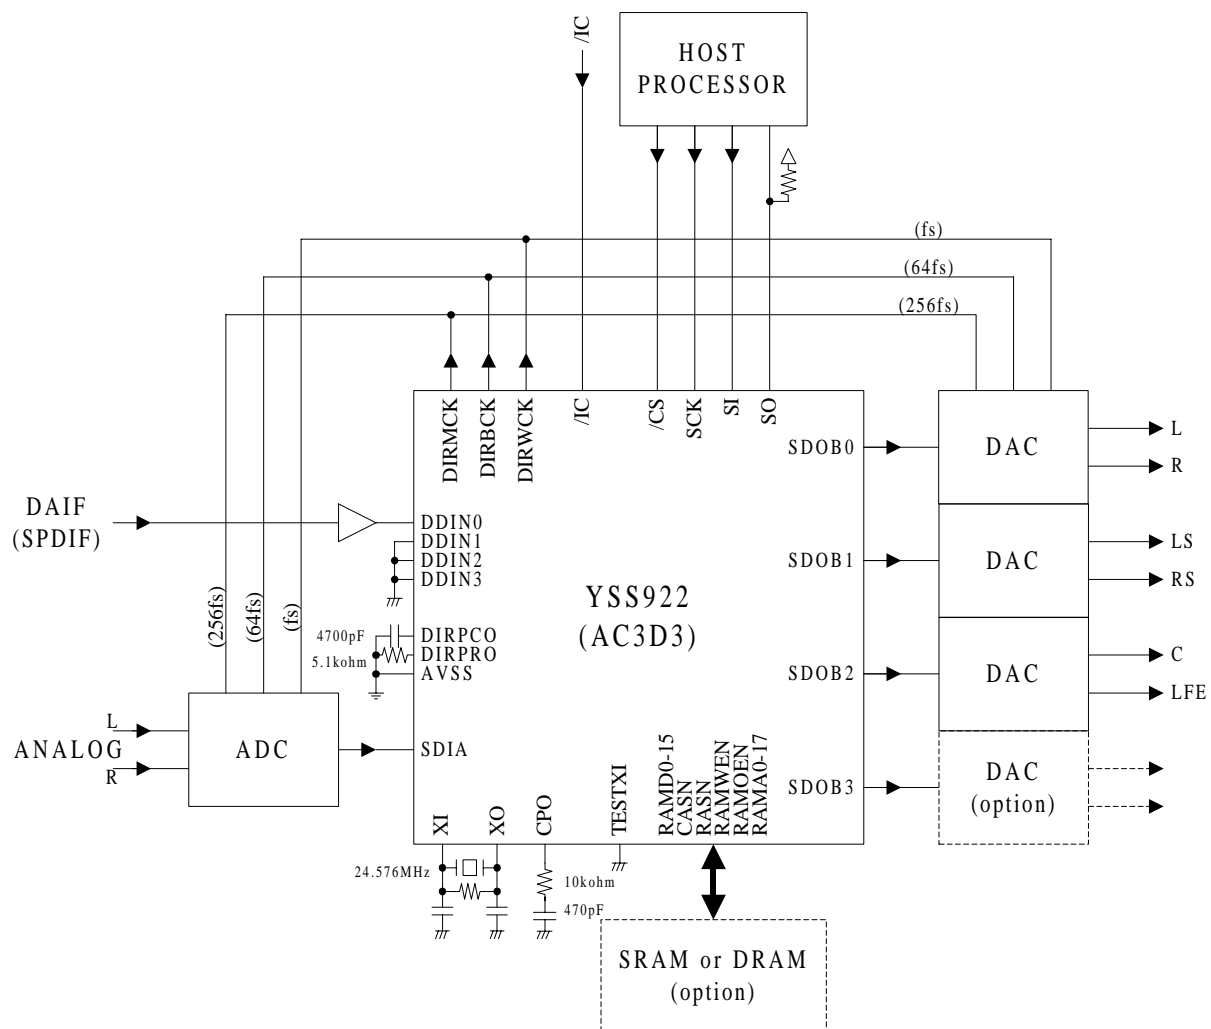 /IC
HOST
PROCESSOR
(fs)
(64fs)
(256fs)
DIRMCK
DIRBCK
DIRWCK
/IC
/CS
SCK
SI
SO
SDOB0
DAC
L
R
DAIF
(SPDIF)
DDIN0
DDIN1
DDIN2
DDIN3
YSS922
(AC3D3)
SDOB1
DAC
LS
RS
(256fs)
(64fs)
(fs)
4700pF
5.1kohm
DIRPCO
DIRPRO
AVSS
SDOB2
DAC
C
LFE
ANALOG
L
R
ADC
SDIA
RAMD0-15
CASN
RASN
RAMWEN
RAMOEN
RAMA0-17
SDOB3
DAC
(option)
XI
XO
CPO
TESTXI
24.576MHz
10kohm
470pF
SRAM or DRAM
(option)